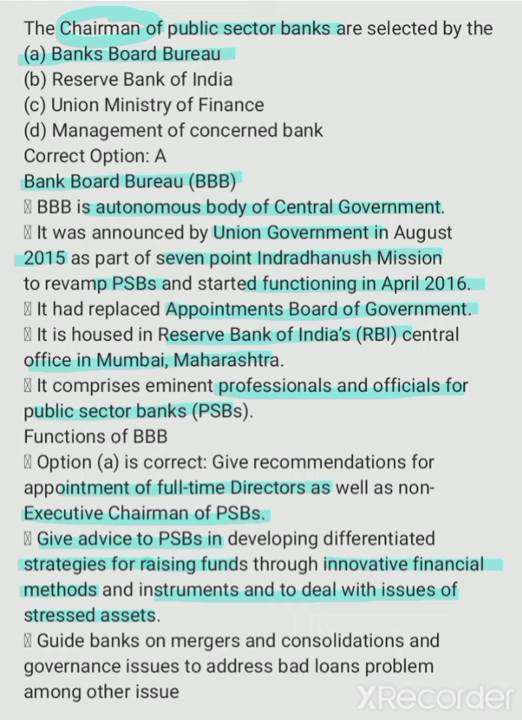 The Chairman of public sector banks are selected by the
(a) Banks Board Bureau
(b) Reserve Bank of India
(c) Union Ministry of Finance
(d) Management of concerned bank
Correct Option: A
Bank Board Bureau (BBB)
BBB is autonomous body of Central Government.
It was announced by Union Government in August
2015 as part of seven point Indradhanush Mission
to revamp PSBs and started functioning in April 2016.
It had replaced Appointments Board of Government.
It is housed in Reserve Bank of India's (RBI) central
office in Mumbai, Maharashtra.
It comprises eminent professionals and officials for
public sector banks (PSBs).
Functions of BBB
Option (a) is correct: Give recommendations for
appointment of full-time Directors as well as non-
Executive Chairman of PSBs.
Give advice to PSBs in developing differentiated
strategies for raising funds through innovative financial
methods and instruments and to deal with issues of
stressed assets.
Guide banks on mergers and consolidations and
governance issues to address bad loans problem
among other issue
XRecorder